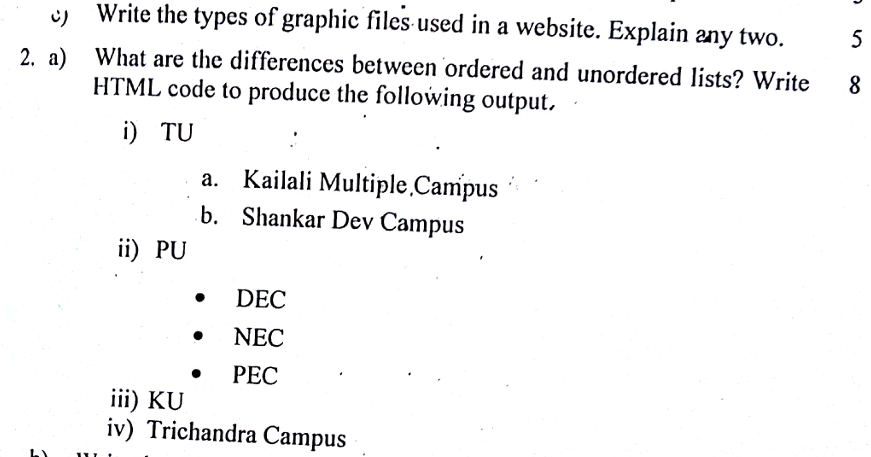 c) Write the types of graphic files used in a website. Explain any two. 5
2. a) What are the differences between ordered and unordered lists? Write 8
HTML code to produce the following output.
i) TU
a. Kailali Multiple Campus
b. Shankar Dev Campus
ii) PU
• DEC
• NEC
• PEC
iii) KU
iv) Trichandra Campus